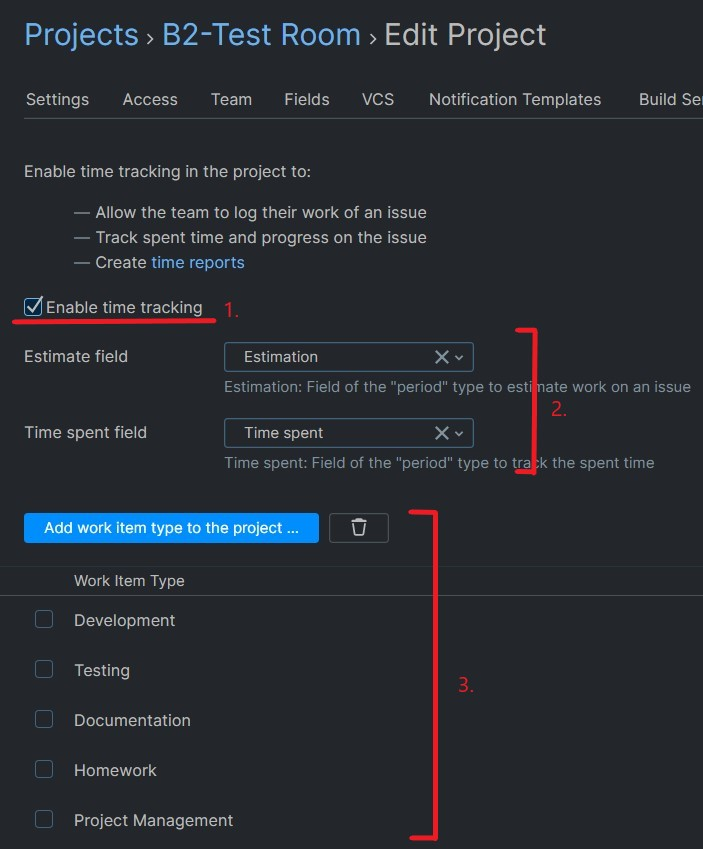 Projects › B2-Test Room › Edit Project
Settings Access Team Fields VCS Notification Templates Build Se
Enable time tracking in the project to:
— Allow the team to log their work of an issue
— Track spent time and progress on the issue
— Create time reports
Enable time tracking 1.
Estimate field Estimation
Estimation: Field of the "period" type to estimate work on an issue
2.
Time spent field Time spent
Time spent: Field of the "period" type to track the spent time
Add work item type to the project ...
Work Item Type
Development
Testing
3.
Documentation
Homework
Project Management